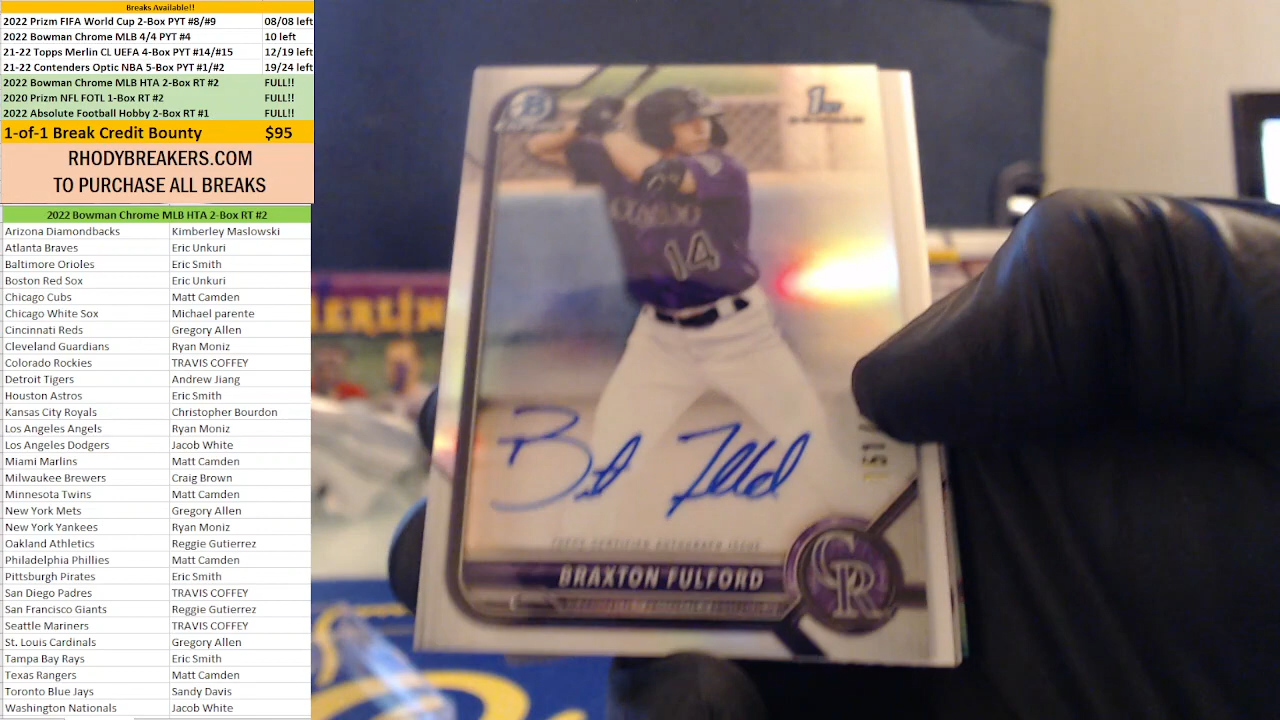 Breaks Available!!
2022 Prizm FIFA World Cup 2-Box PYT #8/#9 08/08 left
2022 Bowman Chrome MLB 4/4 PYT #4 10 left
21-22 Topps Merlin CL UEFA 4-Box PYT #14/#15 12/19 left
21-22 Contenders Optic NBA 5-Box PYT #1/#2 19/24 left
2022 Bowman Chrome MLB HTA 2-Box RT #2 FULL!!
2020 Prizm NFL FOTL 1-Box RT #2 FULL!!
2022 Absolute Football Hobby 2-Box RT #1 FULL!!
1-of-1 Break Credit Bounty $95
RHODYBREAKERS.COM
TO PURCHASE ALL BREAKS
2022 Bowman Chrome MLB HTA 2-Box RT #2
Arizona Diamondbacks Kimberley Maslowski
Atlanta Braves Eric Unkuri
Baltimore Orioles Eric Smith
Boston Red Sox Eric Unkuri
Chicago Cubs Matt Camden
Chicago White Sox Michael parente
Cincinnati Reds Gregory Allen
Cleveland Guardians Ryan Moniz
Colorado Rockies TRAVIS COFFEY
Detroit Tigers Andrew Jiang
Houston Astros Eric Smith
Kansas City Royals Christopher Bourdon
Los Angeles Angels Ryan Moniz
Los Angeles Dodgers Jacob White
Miami Marlins Matt Camden
Milwaukee Brewers Craig Brown
Minnesota Twins Matt Camden
New York Mets Gregory Allen
New York Yankees Ryan Moniz
Oakland Athletics Reggie Gutierrez
Philadelphia Phillies Matt Camden
Pittsburgh Pirates Eric Smith
San Diego Padres TRAVIS COFFEY
San Francisco Giants Reggie Gutierrez
Seattle Mariners TRAVIS COFFEY
St. Louis Cardinals Gregory Allen
Tampa Bay Rays Eric Smith
Texas Rangers Matt Camden
Toronto Blue Jays Sandy Davis
Washington Nationals Jacob White
B
1st
14
TOPPS CERTIFIED AUTOGRAPH ISSUE
BRAXTON FULFORD
CR
ERLIN